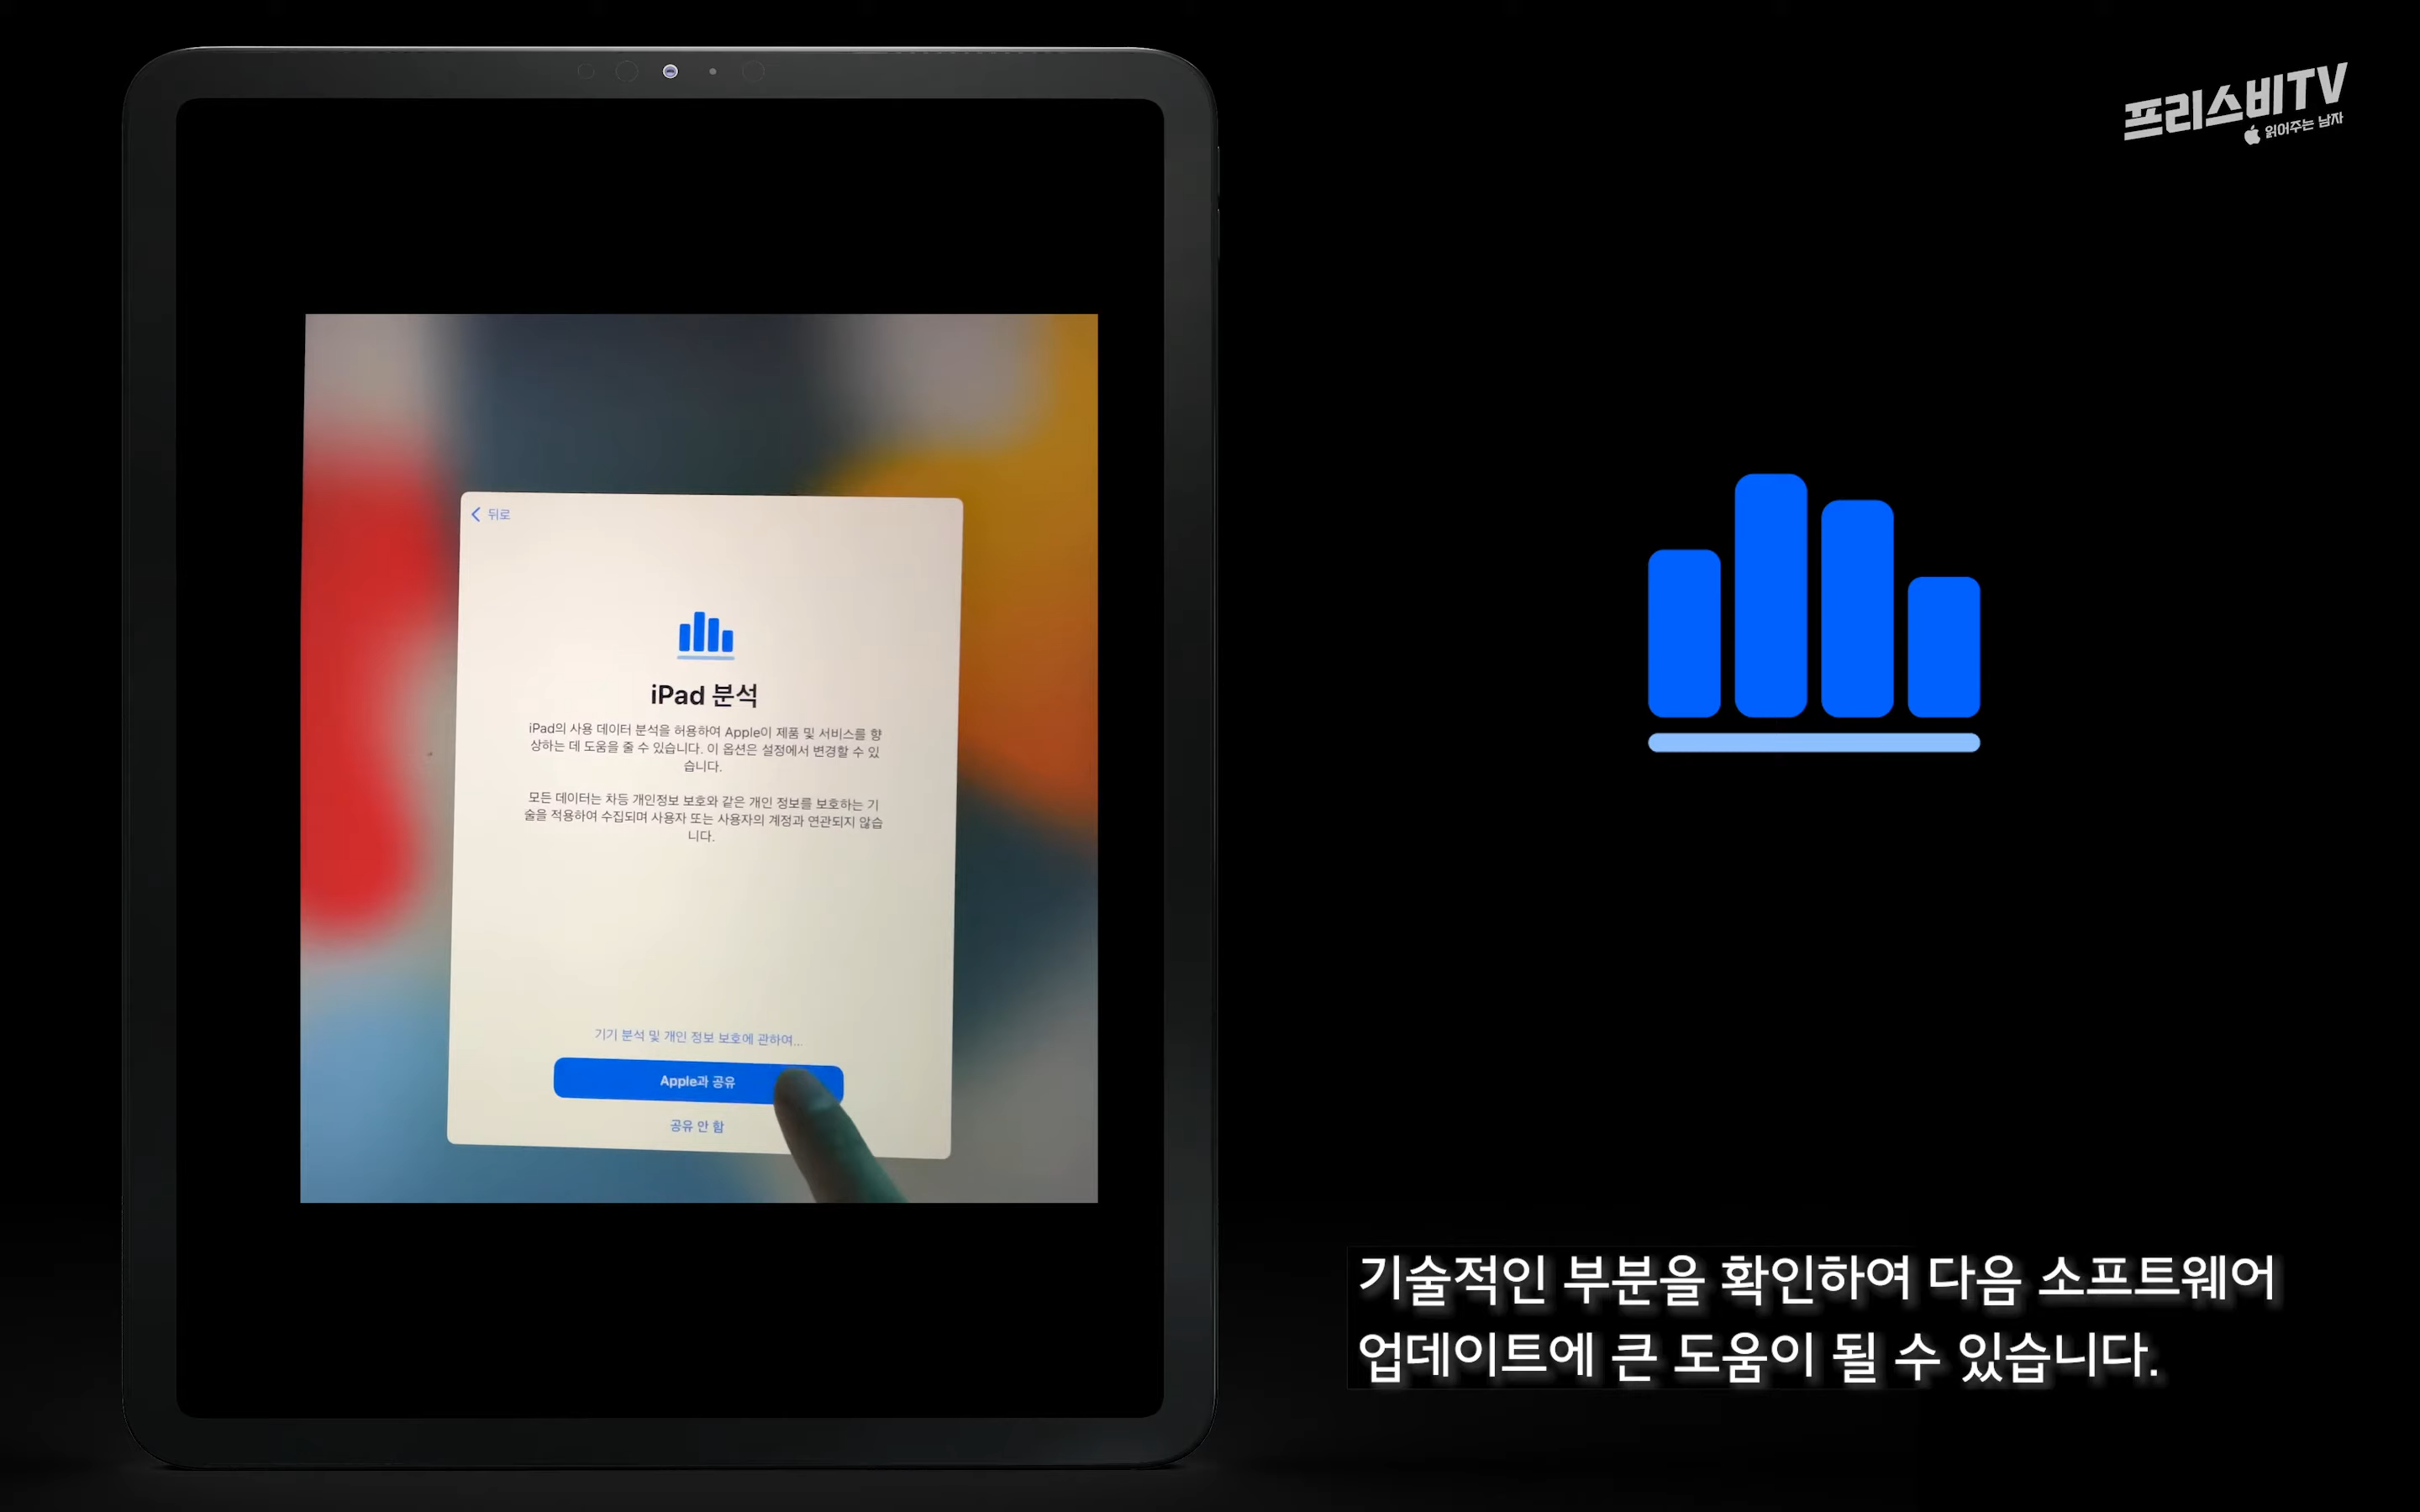 프리스비TV
읽어주는 남자
뒤로
iPad 분석
iPad의 사용 데이터 분석을 허용하여 Apple이 제품 및 서비스를 향
상하는 데 도움을 줄 수 있습니다. 이 옵션은 설정에서 변경할 수 있
습니다.
모든 데이터는 차등 개인정보 보호와 같은 개인 정보를 보호하는 기
술을 적용하여 수집되며 사용자 또는 사용자의 계정과 연관되지 않습
니다.
기기 분석 및 개인 정보 보호에 관하여...
Apple과 공유
공유 안 함
기술적인 부분을 확인하여 다음 소프트웨어
업데이트에 큰 도움이 될 수 있습니다.